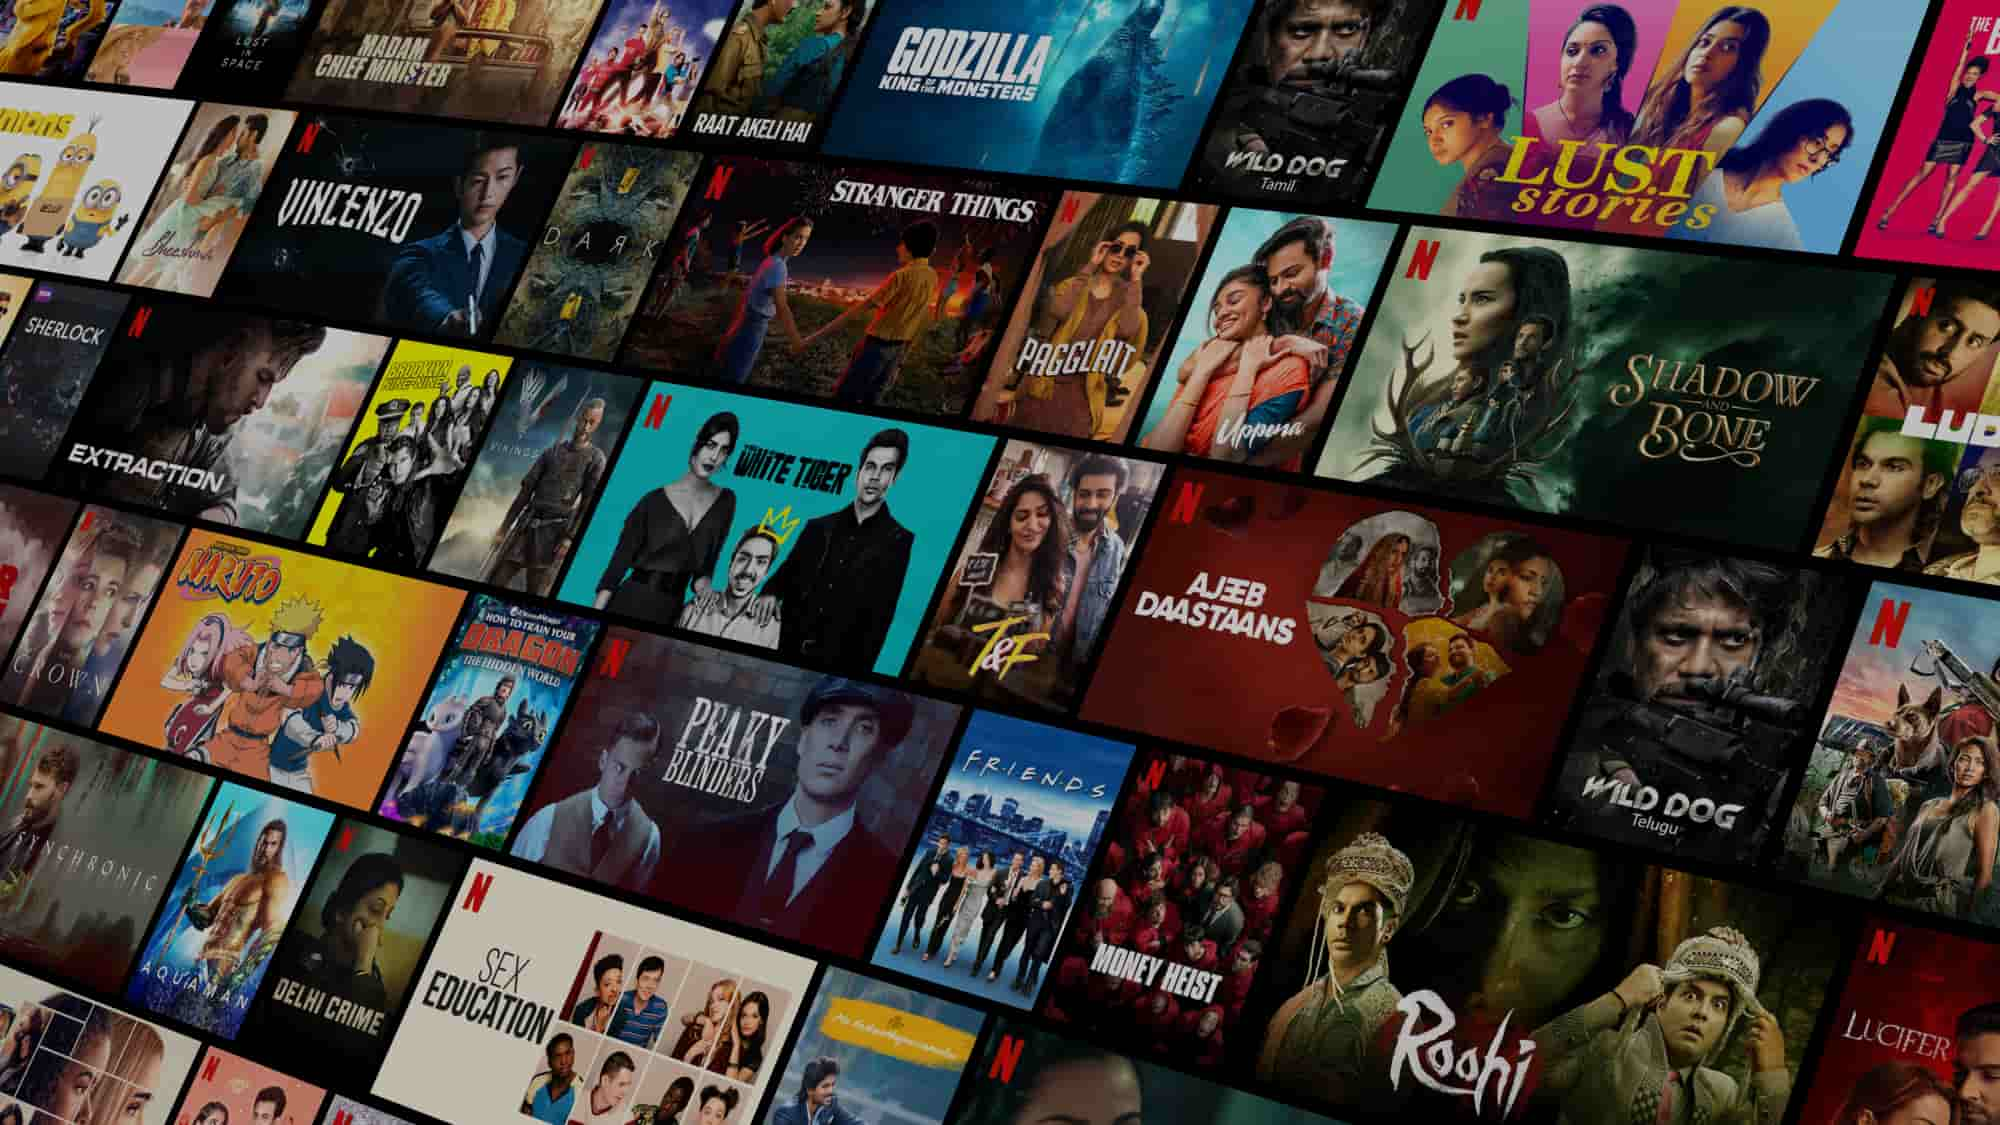 LOST
IN
SPACE
MADAM
CHIEF MINISTER
RAAT AKELI HAI
GODZILLA
KING OF THE MONSTERS
WILD DOG
Tamil
LUST
stories
THE
Bheeshma
VINCENZO
DARK
STRANGER THINGS
PAGGLAIT
Uppena
SHADOW
AND
BONE
SHERLOCK
EXTRACTION
BROOKLYN
NINE-NINE
VIKINGS
THE
WHITE TIGER
T&F
AJEEB
DAASTAANS
WILD DOG
Telugu
CROWN
NARUTO
DREAMWORKS
HOW TO TRAIN YOUR
DRAGON
THE HIDDEN WORLD
PEAKY
BLINDERS
F·R·I·E·N·D·S
MONEY HEIST
Roohi
LUCIFER
SYNCHRONIC
AQUAMAN
DELHI CRIME
SEX
EDUCATION